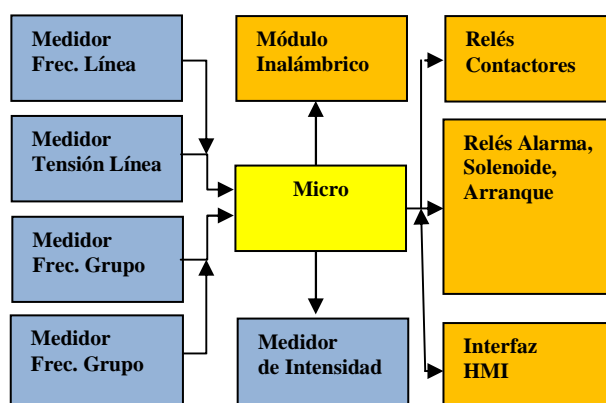 Medidor
Frec. Línea
Medidor
Tensión Línea
Medidor
Frec. Grupo
Medidor
Frec. Grupo
Módulo
Inalámbrico
Micro
Medidor
de Intensidad
Relés
Contactores
Relés Alarma,
Solenoide,
Arranque
Interfaz
HMI